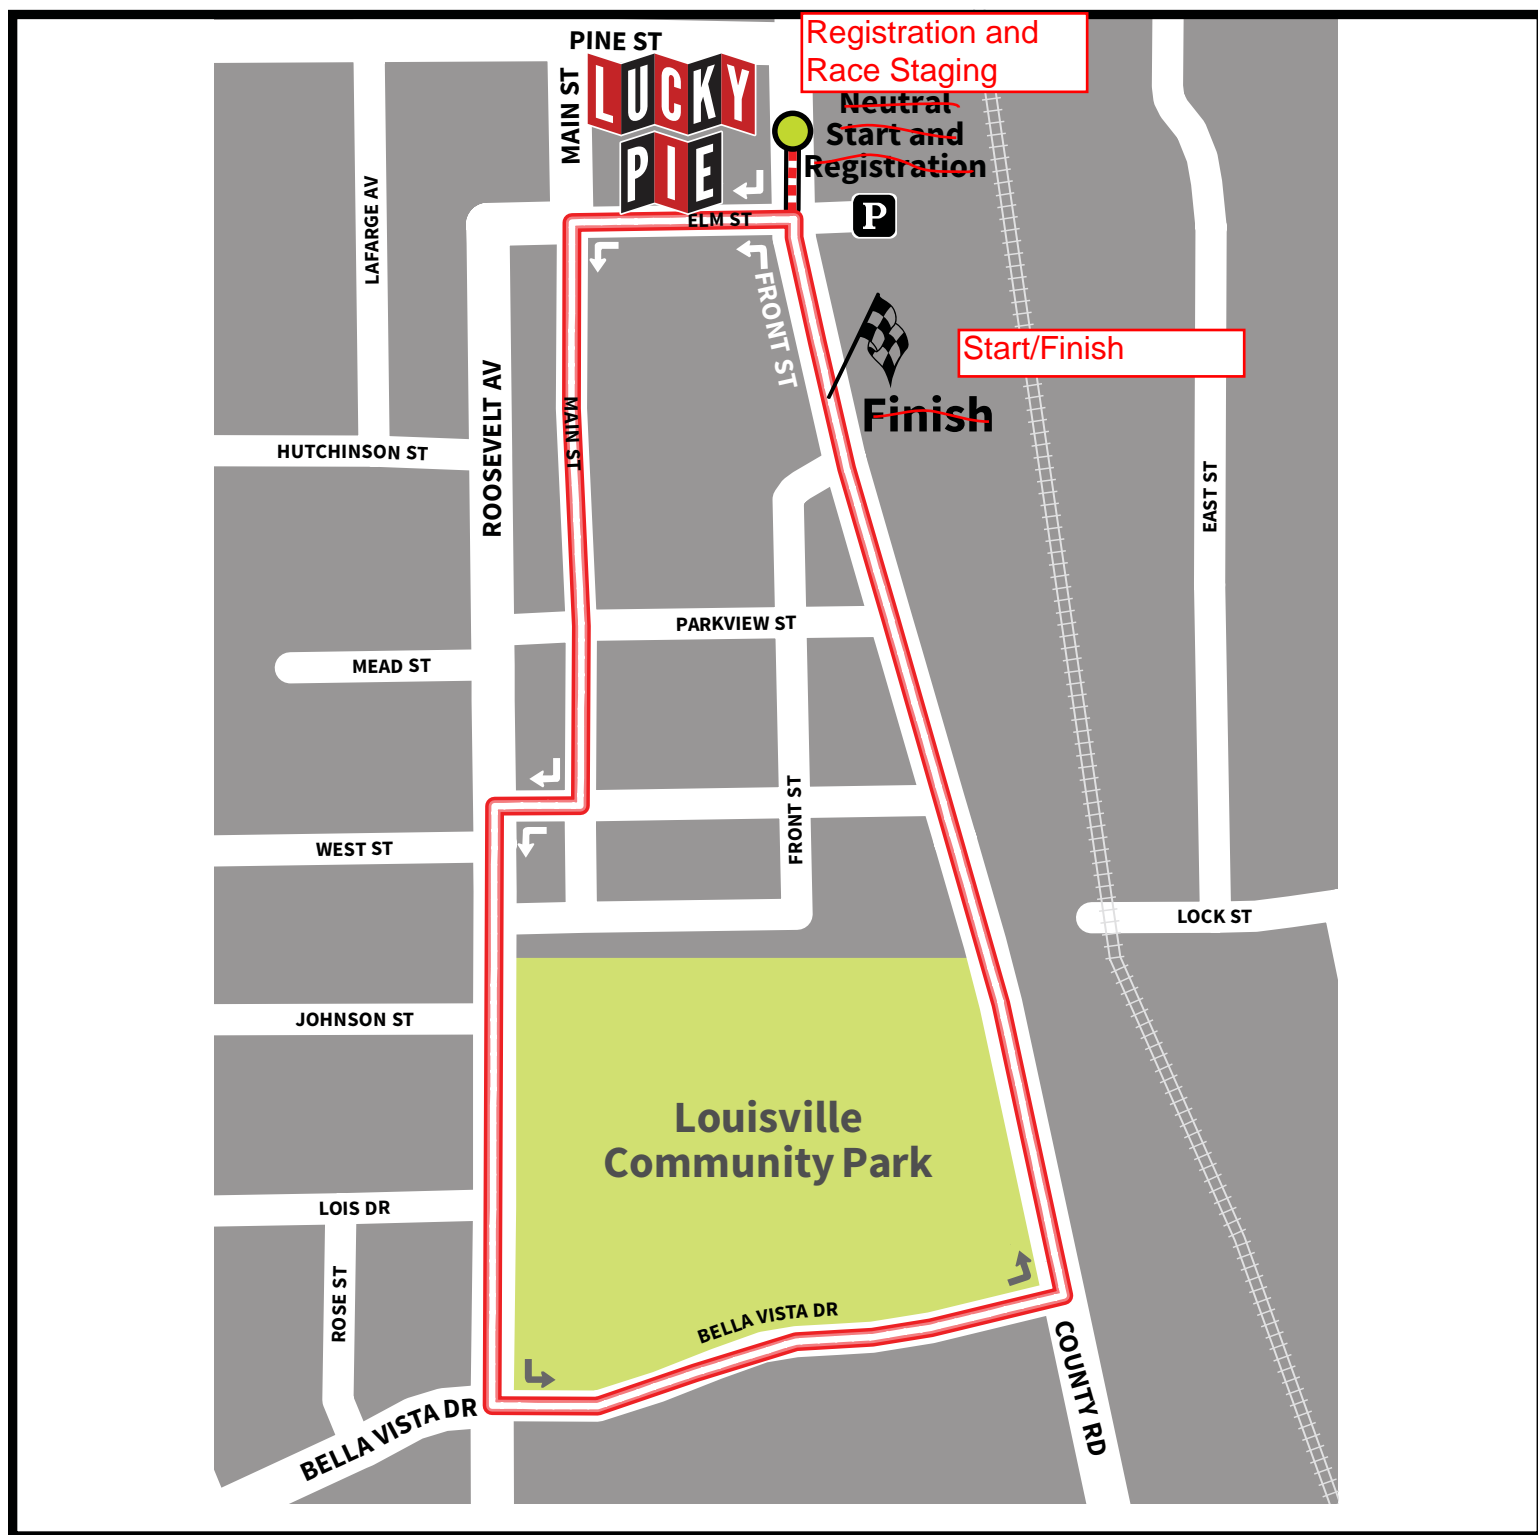 Registration and
Race Staging
PINE ST
MAIN ST
LUCKY
PIE
Neutral
Start and
Registration
P
ELM ST
LAFARGE AV
FRONT ST
Start/Finish
Finish
ROOSEVELT AV
MAIN ST
HUTCHINSON ST
EAST ST
PARKVIEW ST
MEAD ST
FRONT ST
WEST ST
LOCK ST
JOHNSON ST
Louisville
Community Park
LOIS DR
ROSE ST
BELLA VISTA DR
COUNTY RD
BELLA VISTA DR